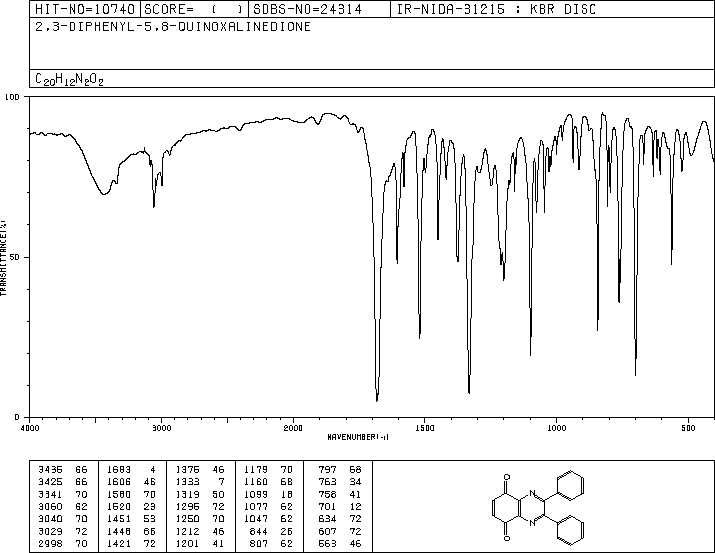 HIT-NO=10740 SCORE= ( ) SDBS-NO=24314 IR-NIDA-31215 : KBR DISC
2,3-DIPHENYL-5,8-QUINOXALINEDIONE
C20H12N2O2
100
50
0
TRANSMITTANCE(%)
4000 3000 2000 1500 1000 500
WAVENUMBER(-1)
3435 66 1683 4 1375 46 1179 70 797 58
3425 66 1606 46 1333 7 1160 68 763 34
3341 70 1580 70 1319 50 1099 18 758 41
3060 62 1520 23 1295 72 1077 62 701 12
3040 70 1451 53 1250 70 1047 62 634 72
3029 72 1448 66 1212 46 844 26 607 72
2998 70 1421 72 1201 41 807 62 563 46
O
N
N
O